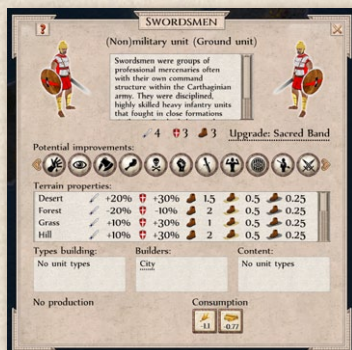 Swordsmen
(Non)military unit (Ground unit)
Swordsmen were groups of
professional mercenaries often
with their own command
structure within the Carthaginian
army. They were disciplined,
highly skilled heavy infantry units
that fought in close formations
4 3 3 Upgrade: Sacred Band
Potential improvements:
Terrain properties:
Desert +20% +30% 1.5 0.5 0.25
Forest -20% -10% 2 0.5 0.25
Grass +10% +30% 1 0.5 0.25
Hill +10% +30% 2 0.5 0.25
Types building: Builders: Content:
No unit types City No unit types
No production Consumption
-1.1 -0.77